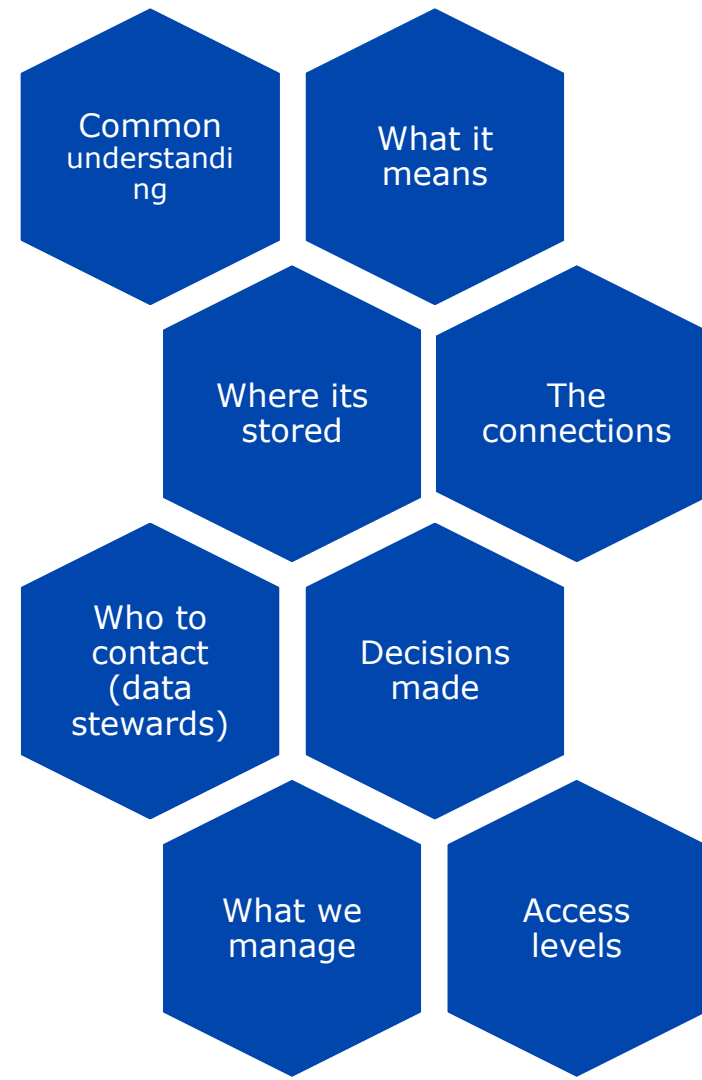 Common
understandi
ng
What it
means
Where its
stored
The
connections
Who to
contact
(data
stewards)
Decisions
made
What we
manage
Access
levels